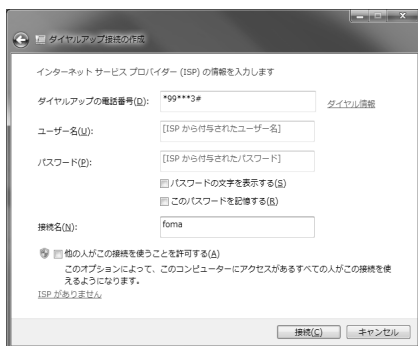 ダイヤルアップ接続の作成
インターネット サービス プロバイダー (ISP) の情報を入力します
ダイヤルアップの電話番号(D):
*99***3#
ダイヤル情報
ユーザー名(U):
[ISP から付与されたユーザー名]
パスワード(P):
[ISP から付与されたパスワード]
パスワードの文字を表示する(S)
このパスワードを記憶する(R)
接続名(N):
foma
他の人がこの接続を使うことを許可する(A)
このオプションによって、このコンピューターにアクセスがあるすべての人がこの接続を使
えるようになります。
ISP がありません
接続(C)
キャンセル